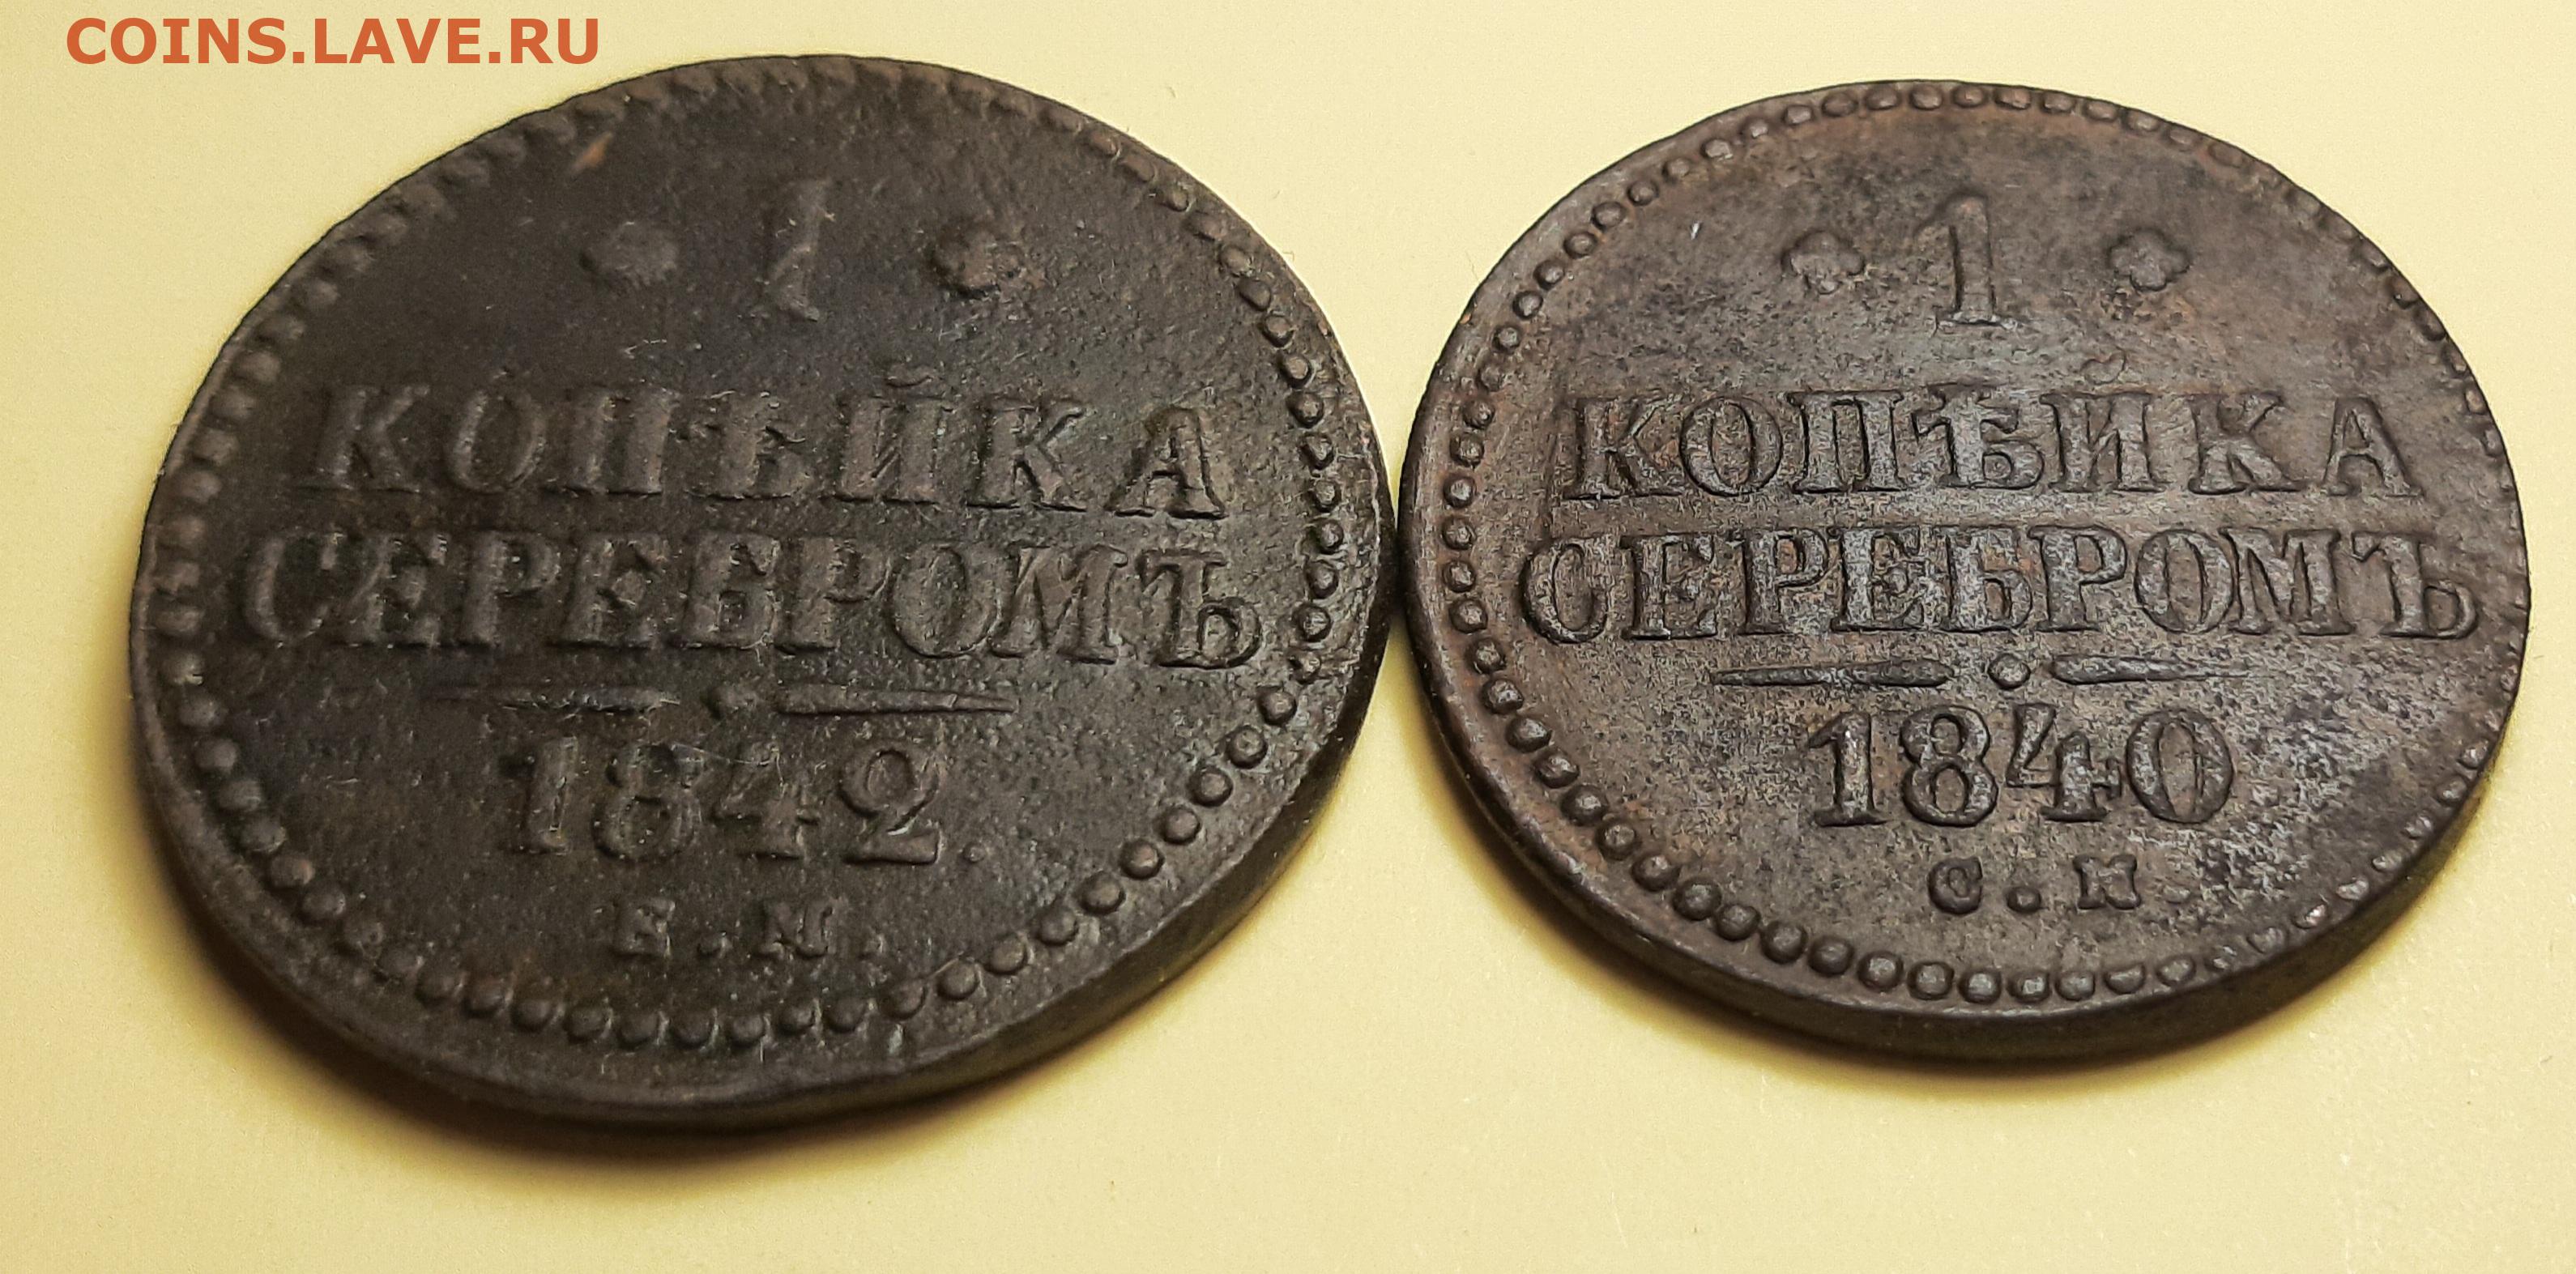 COINS.LAVE.RU
1
КОПѢЙКА
СЕРЕБРОМЪ
1842.
Е.М.
1
КОПѢЙКА
СЕРЕБРОМЪ
1840
С.М.